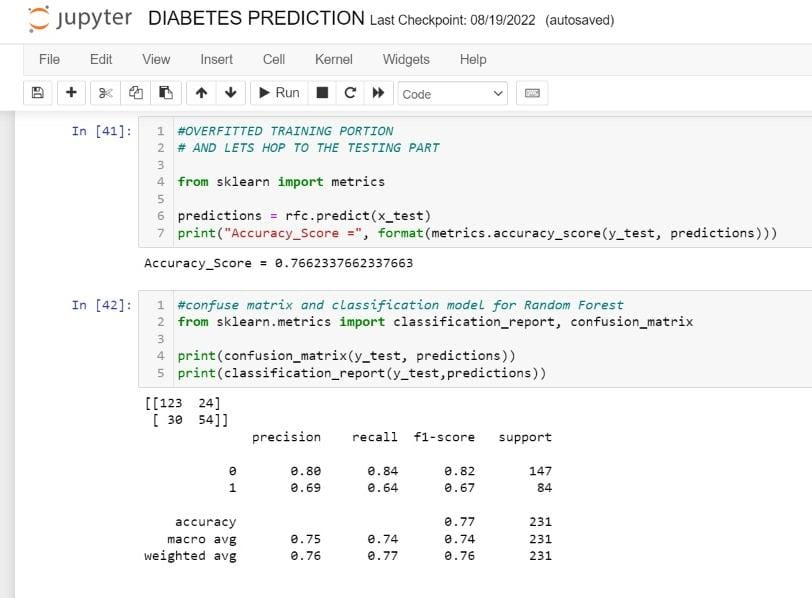 jupyter DIABETES PREDICTION Last Checkpoint: 08/19/2022 (autosaved)
File Edit View Insert Cell Kernel Widgets Help
Run Code
In [41]:
1 #OVERFITTED TRAINING PORTION
2 # AND LETS HOP TO THE TESTING PART
3
4 from sklearn import metrics
5
6 predictions = rfc.predict(x_test)
7 print("Accuracy_Score =", format(metrics.accuracy_score(y_test, predictions)))
Accuracy_Score = 0.7662337662337663
In [42]:
1 #confuse matrix and classification model for Random Forest
2 from sklearn.metrics import classification_report, confusion_matrix
3
4 print(confusion_matrix(y_test, predictions))
5 print(classification_report(y_test,predictions))
[[123 24]
[ 30 54]]
precision recall f1-score support
0 0.80 0.84 0.82 147
1 0.69 0.64 0.67 84
accuracy 0.77 231
macro avg 0.75 0.74 0.74 231
weighted avg 0.76 0.77 0.76 231